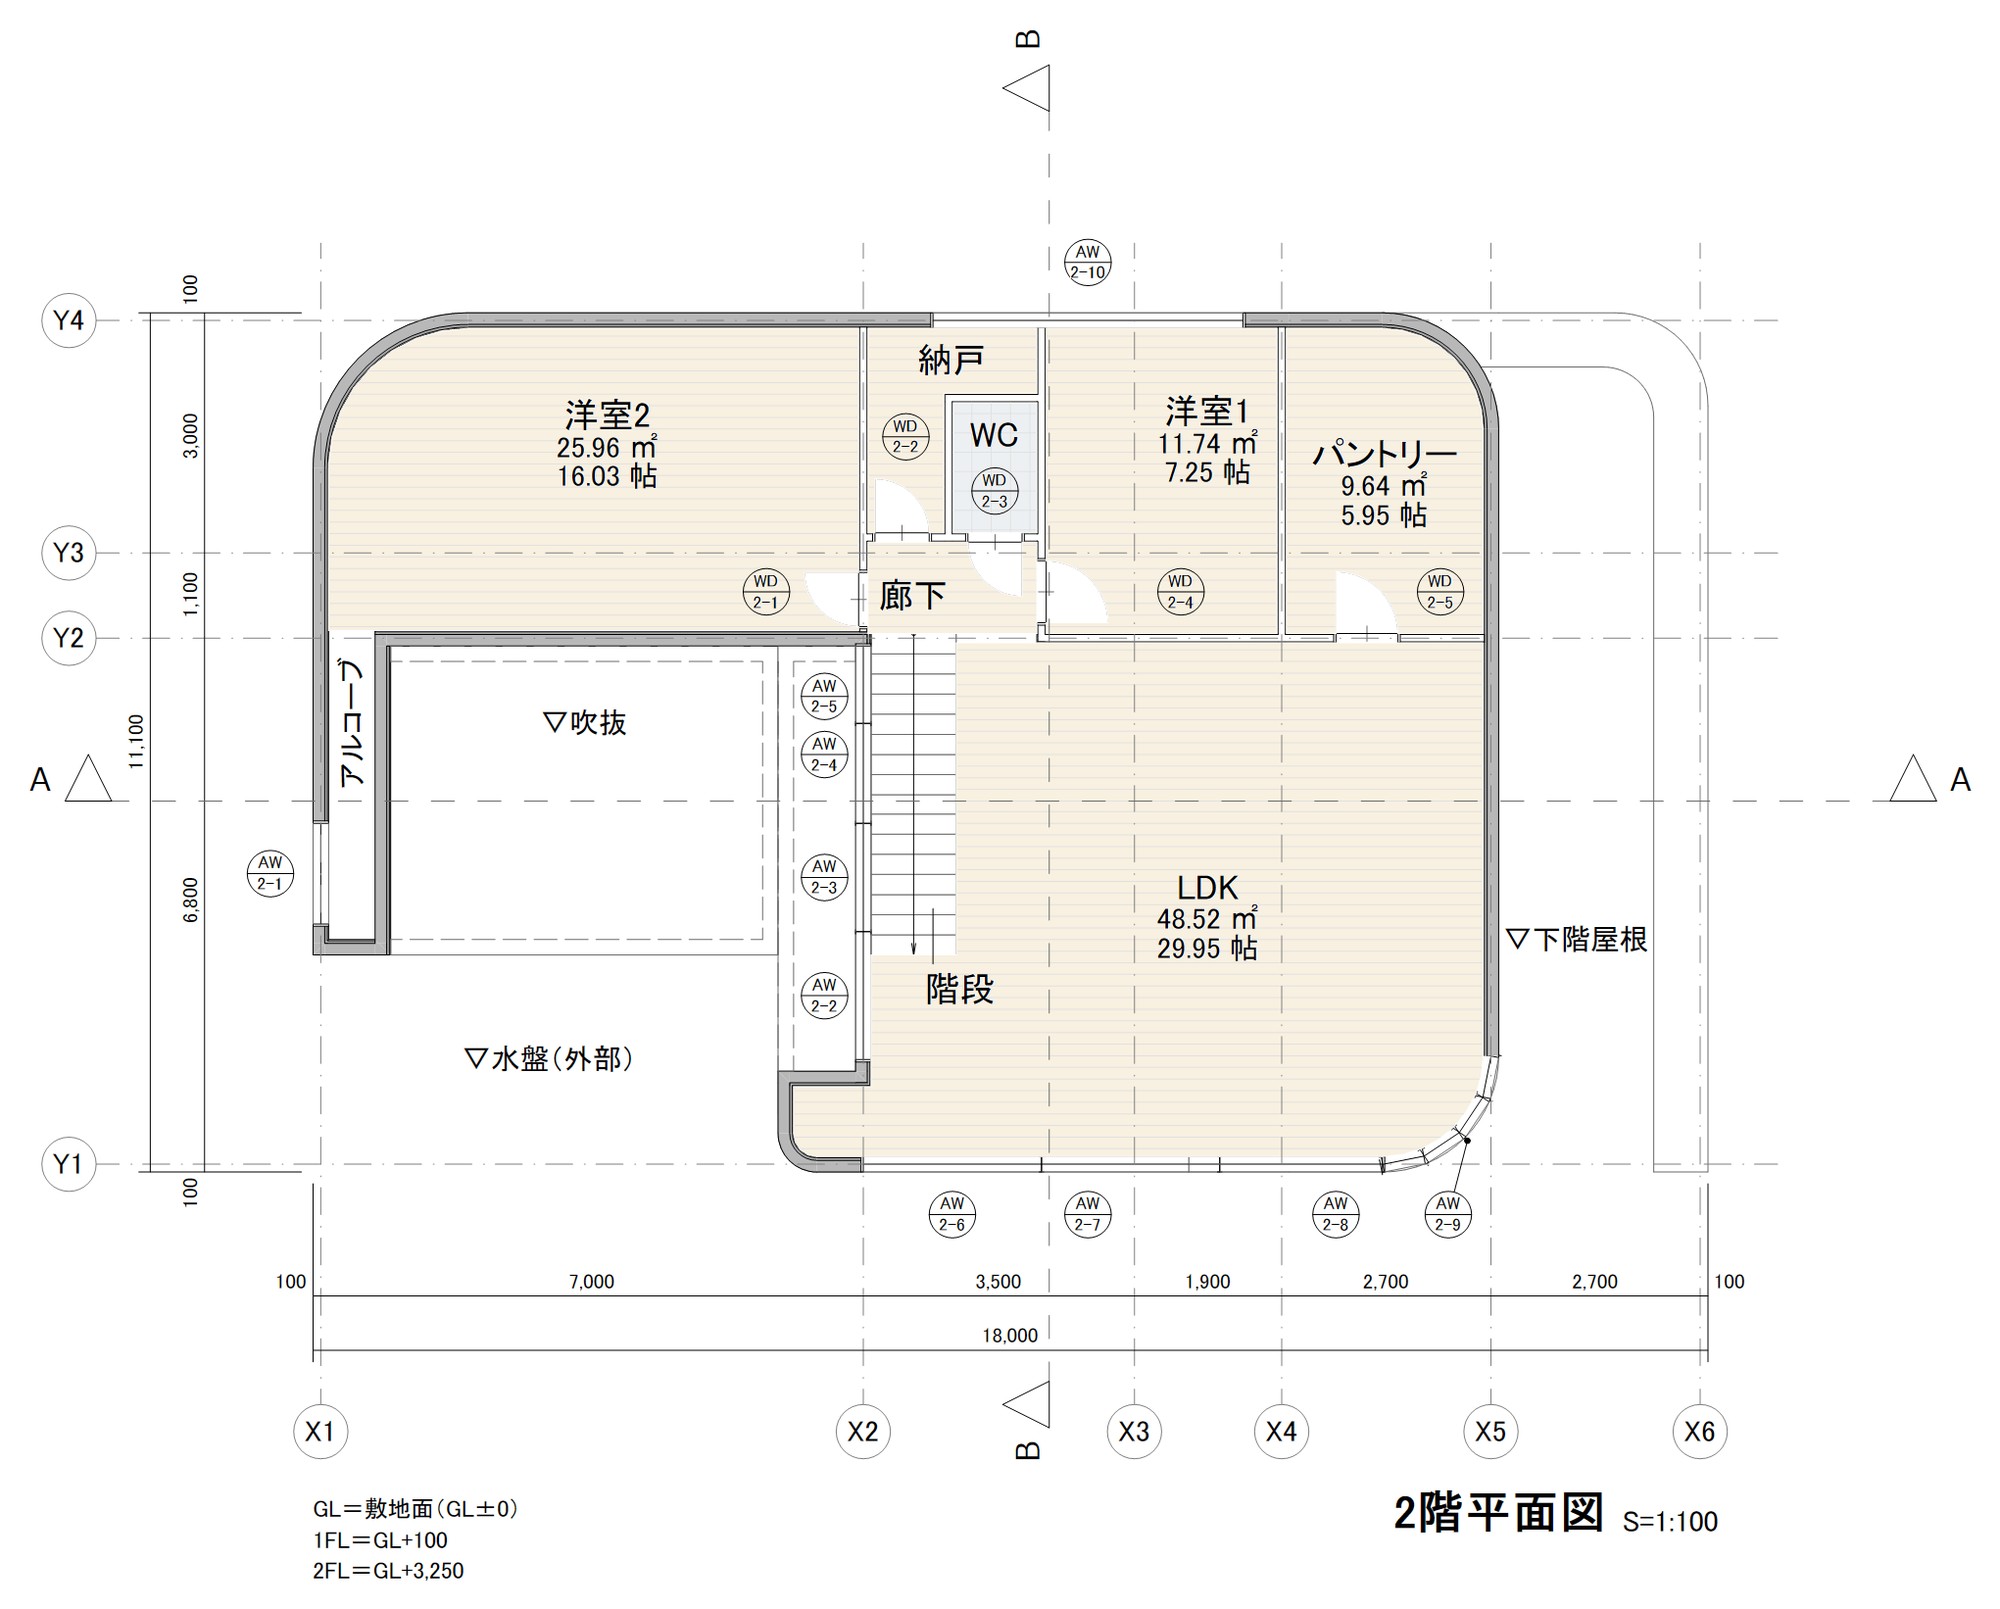 B
AW
2-10
Y4
100
納戸
洋室2
25.96 ㎡
16.03 帖
WD
2-2
WC
WD
2-3
洋室1
11.74 ㎡
7.25 帖
パントリー
9.64 ㎡
5.95 帖
3,000
Y3
1,100
WD
2-1
廊下
WD
2-4
WD
2-5
Y2
アルコーブ
▽吹抜
AW
2-5
AW
2-4
11,100
A
A
6,800
AW
2-1
AW
2-3
LDK
48.52 ㎡
29.95 帖
▽下階屋根
階段
AW
2-2
▽水盤(外部)
Y1
100
AW
2-6
AW
2-7
AW
2-8
AW
2-9
100
7,000
3,500
1,900
2,700
2,700
100
18,000
X1
X2
B
X3
X4
X5
X6
GL=敷地面(GL±0)
1FL=GL+100
2FL=GL+3,250
2階平面図 S=1:100